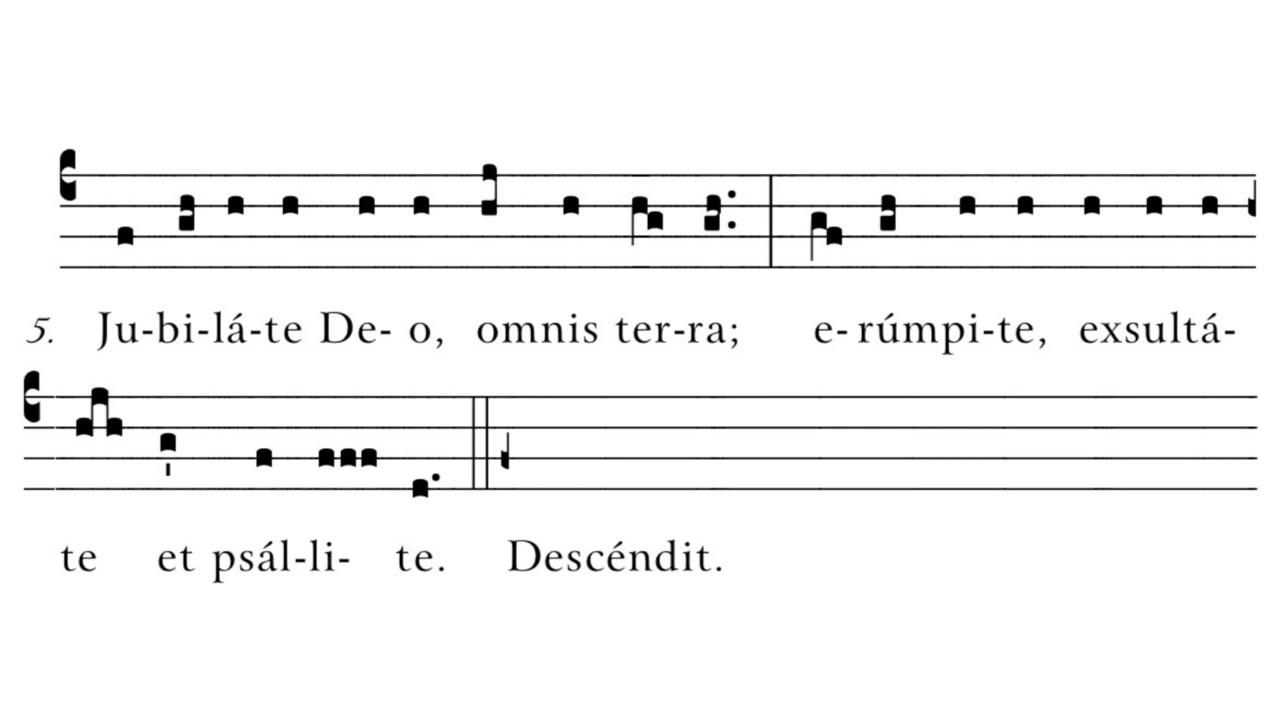 5. Ju-bi-lá-te De- o, omnis ter-ra; e- rúmpi-te, exsultá-
te et psál-li- te. Descéndit.